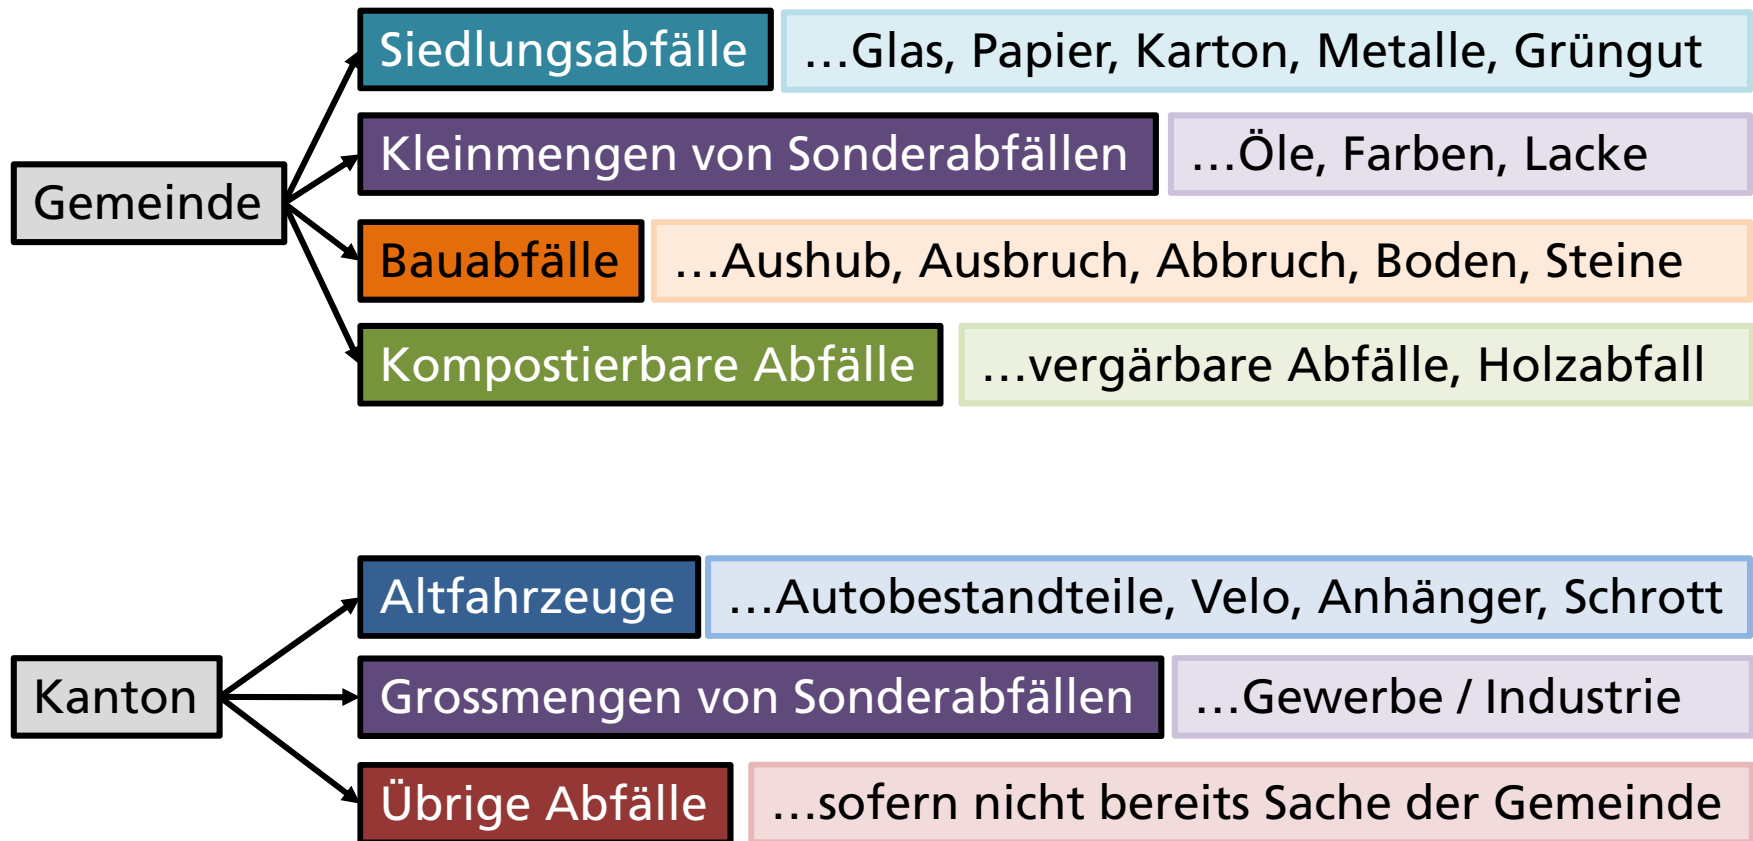 Gemeinde
Siedlungsabfälle …Glas, Papier, Karton, Metalle, Grüngut
Kleinmengen von Sonderabfällen …Öle, Farben, Lacke
Bauabfälle …Aushub, Ausbruch, Abbruch, Boden, Steine
Kompostierbare Abfälle …vergärbare Abfälle, Holzabfall
Kanton
Altfahrzeuge …Autobestandteile, Velo, Anhänger, Schrott
Grossmengen von Sonderabfällen …Gewerbe / Industrie
Übrige Abfälle …sofern nicht bereits Sache der Gemeinde